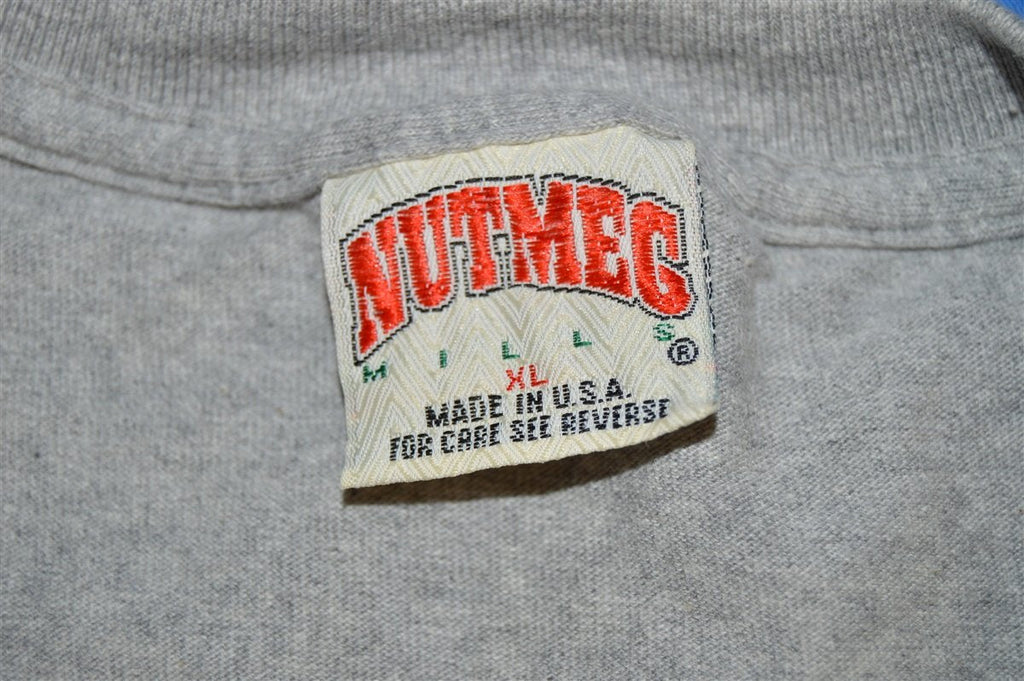 NUTMEG
MILLS ®
XL
MADE IN U.S.A.
FOR CARE SEE REVERSE